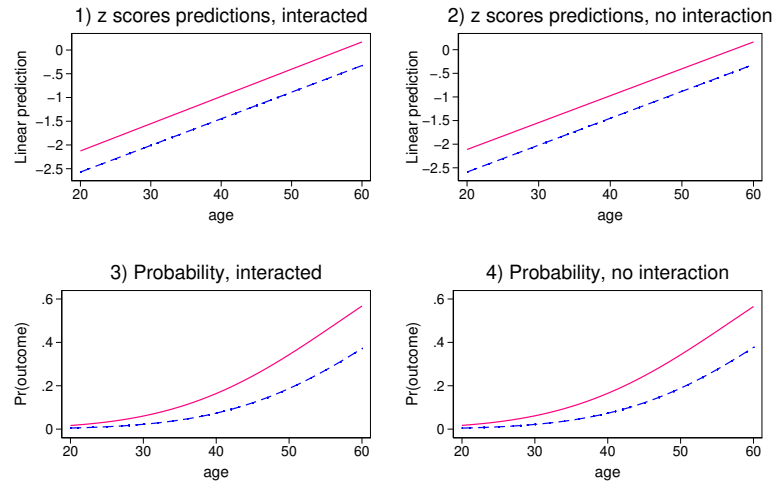 1) z scores predictions, interacted
Linear prediction
0
−.5
−1
−1.5
−2
−2.5
20 30 40 50 60
age
2) z scores predictions, no interaction
Linear prediction
0
−.5
−1
−1.5
−2
−2.5
20 30 40 50 60
age
3) Probability, interacted
Pr(outcome)
.6
.4
.2
0
20 30 40 50 60
age
4) Probability, no interaction
Pr(outcome)
.6
.4
.2
0
20 30 40 50 60
age